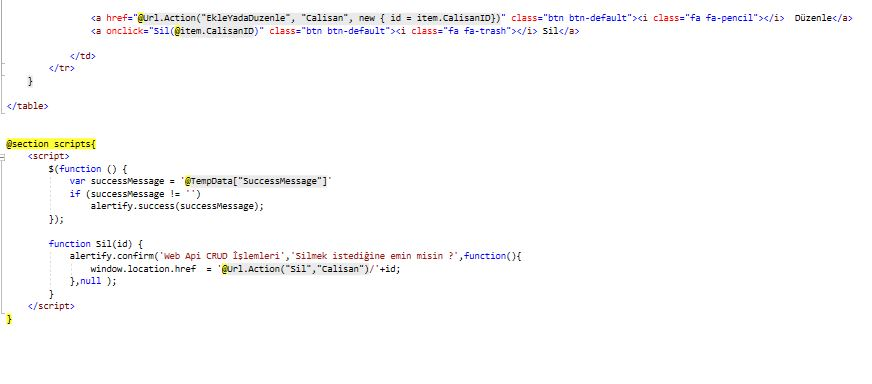 <a href="@Url.Action("EkleYadaDuzenle", "Calisan", new { id = item.CalisanID})" class="btn btn-default"><i class="fa fa-pencil"></i>  Düzenle</a>
<a onclick="Sil(@item.CalisanID)" class="btn btn-default"><i class="fa fa-trash"></i> Sil</a>
</td>
</tr>
}
</table>
@section scripts{
<script>
$(function () {
var successMessage = '@TempData["SuccessMessage"]'
if (successMessage != '')
alertify.success(successMessage);
});
function Sil(id) {
alertify.confirm('Web Api CRUD İşlemleri','Silmek istediğine emin misin ?',function(){
window.location.href  = '@Url.Action("Sil","Calisan")/'+id;
},null );
}
</script>
}